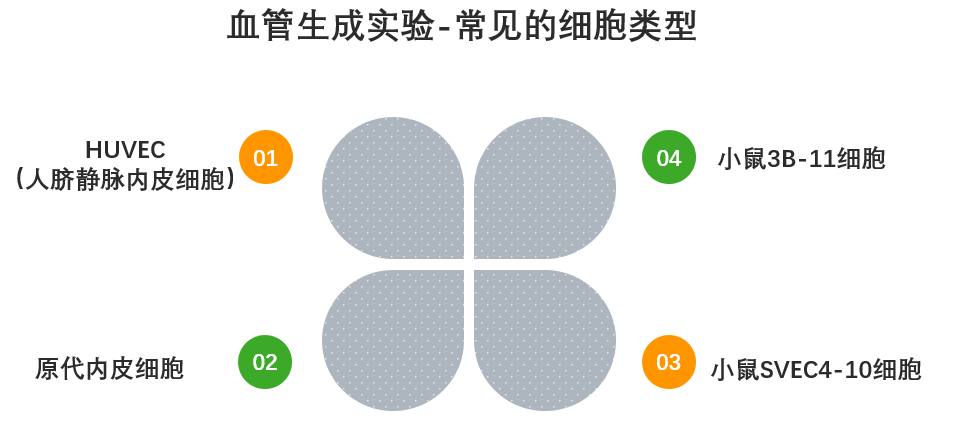 血管生成实验-常见的细胞类型
HUVEC
(人脐静脉内皮细胞)
01
04
小鼠3B-11细胞
原代内皮细胞
02
03
小鼠SVEC4-10细胞